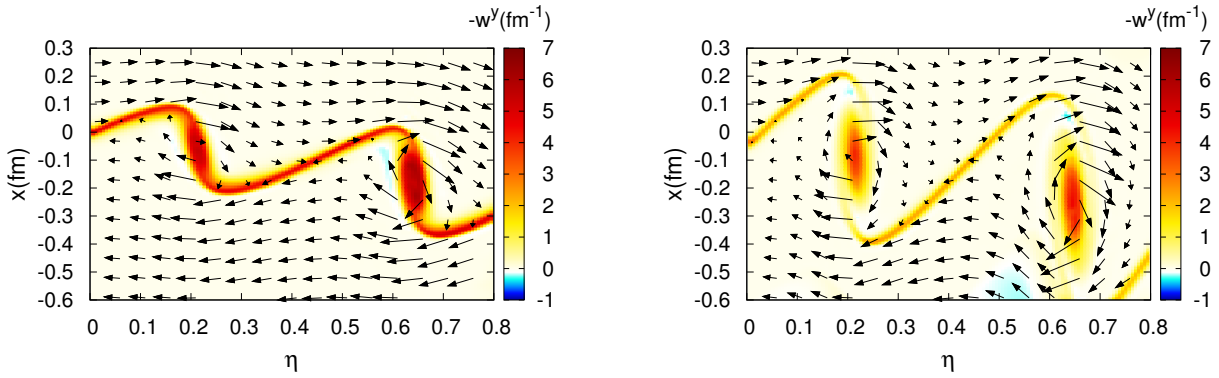 -w^y(fm^-1) -w^y(fm^-1)
0.3 7 0.3 7
0.2 6 0.2 6
0.1 5 0.1 5
0 4 0 4
-0.1 -0.1
x(fm) 3 x(fm) 3
-0.2 2 -0.2 2
-0.3 -0.3
-0.4 1 -0.4 1
-0.5 0 -0.5 0
-0.6 -1 -0.6 -1
0 0.1 0.2 0.3 0.4 0.5 0.6 0.7 0.8 0 0.1 0.2 0.3 0.4 0.5 0.6 0.7 0.8
η η